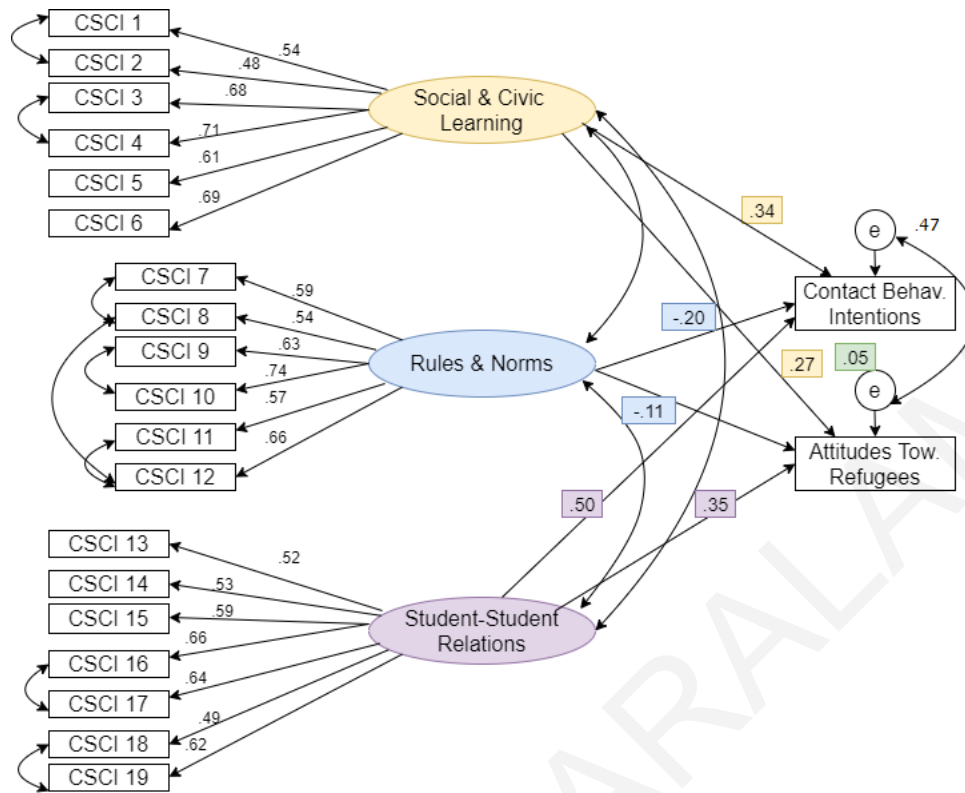 CSCI 1
CSCI 2
CSCI 3
CSCI 4
CSCI 5
CSCI 6
.54
.48
.68
.71
.61
.69
Social & Civic
Learning
CSCI 7
CSCI 8
CSCI 9
CSCI 10
CSCI 11
CSCI 12
.59
.54
.63
.74
.57
.66
Rules & Norms
CSCI 13
CSCI 14
CSCI 15
CSCI 16
CSCI 17
CSCI 18
CSCI 19
.52
.53
.59
.66
.64
.49
.62
Student-Student
Relations
.34
-.20
.27
-.11
.50
.35
e
.47
Contact Behav.
Intentions
.05
e
Attitudes Tow.
Refugees
ARALAM